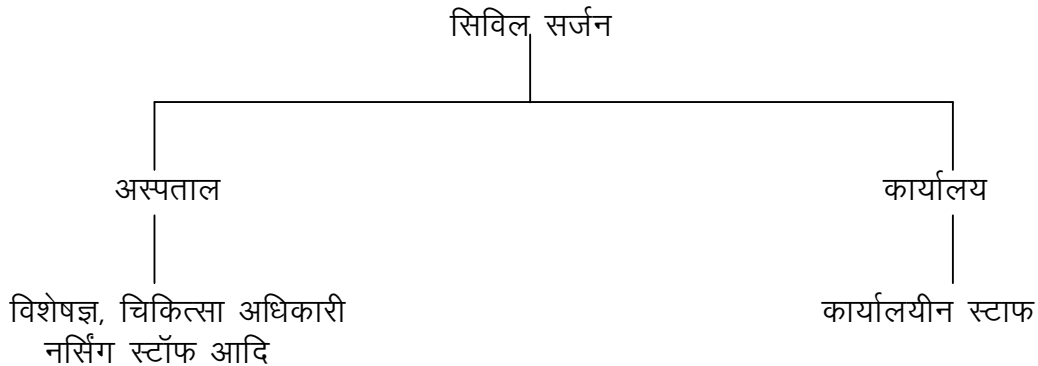 सिविल सर्जन
अस्पताल
कार्यालय
विशेषज्ञ, चिकित्सा अधिकारी
नर्सिंग स्टॉफ आदि
कार्यालयीन स्टाफ